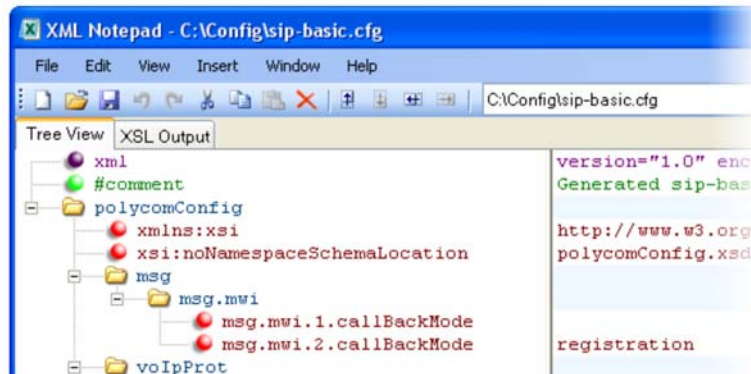 XML Notepad - C:\Config\sip-basic.cfg
File Edit View Insert Window Help
C:\Config\sip-basic.cfg
Tree View XSL Output
xml version="1.0" enc
#comment Generated sip-bas
polycomConfig
xmlns:xsi http://www.w3.org
xsi:noNamespaceSchemaLocation polycomConfig.xsd
msg
msg.mwi
msg.mwi.1.callBackMode
msg.mwi.2.callBackMode registration
voIpProt